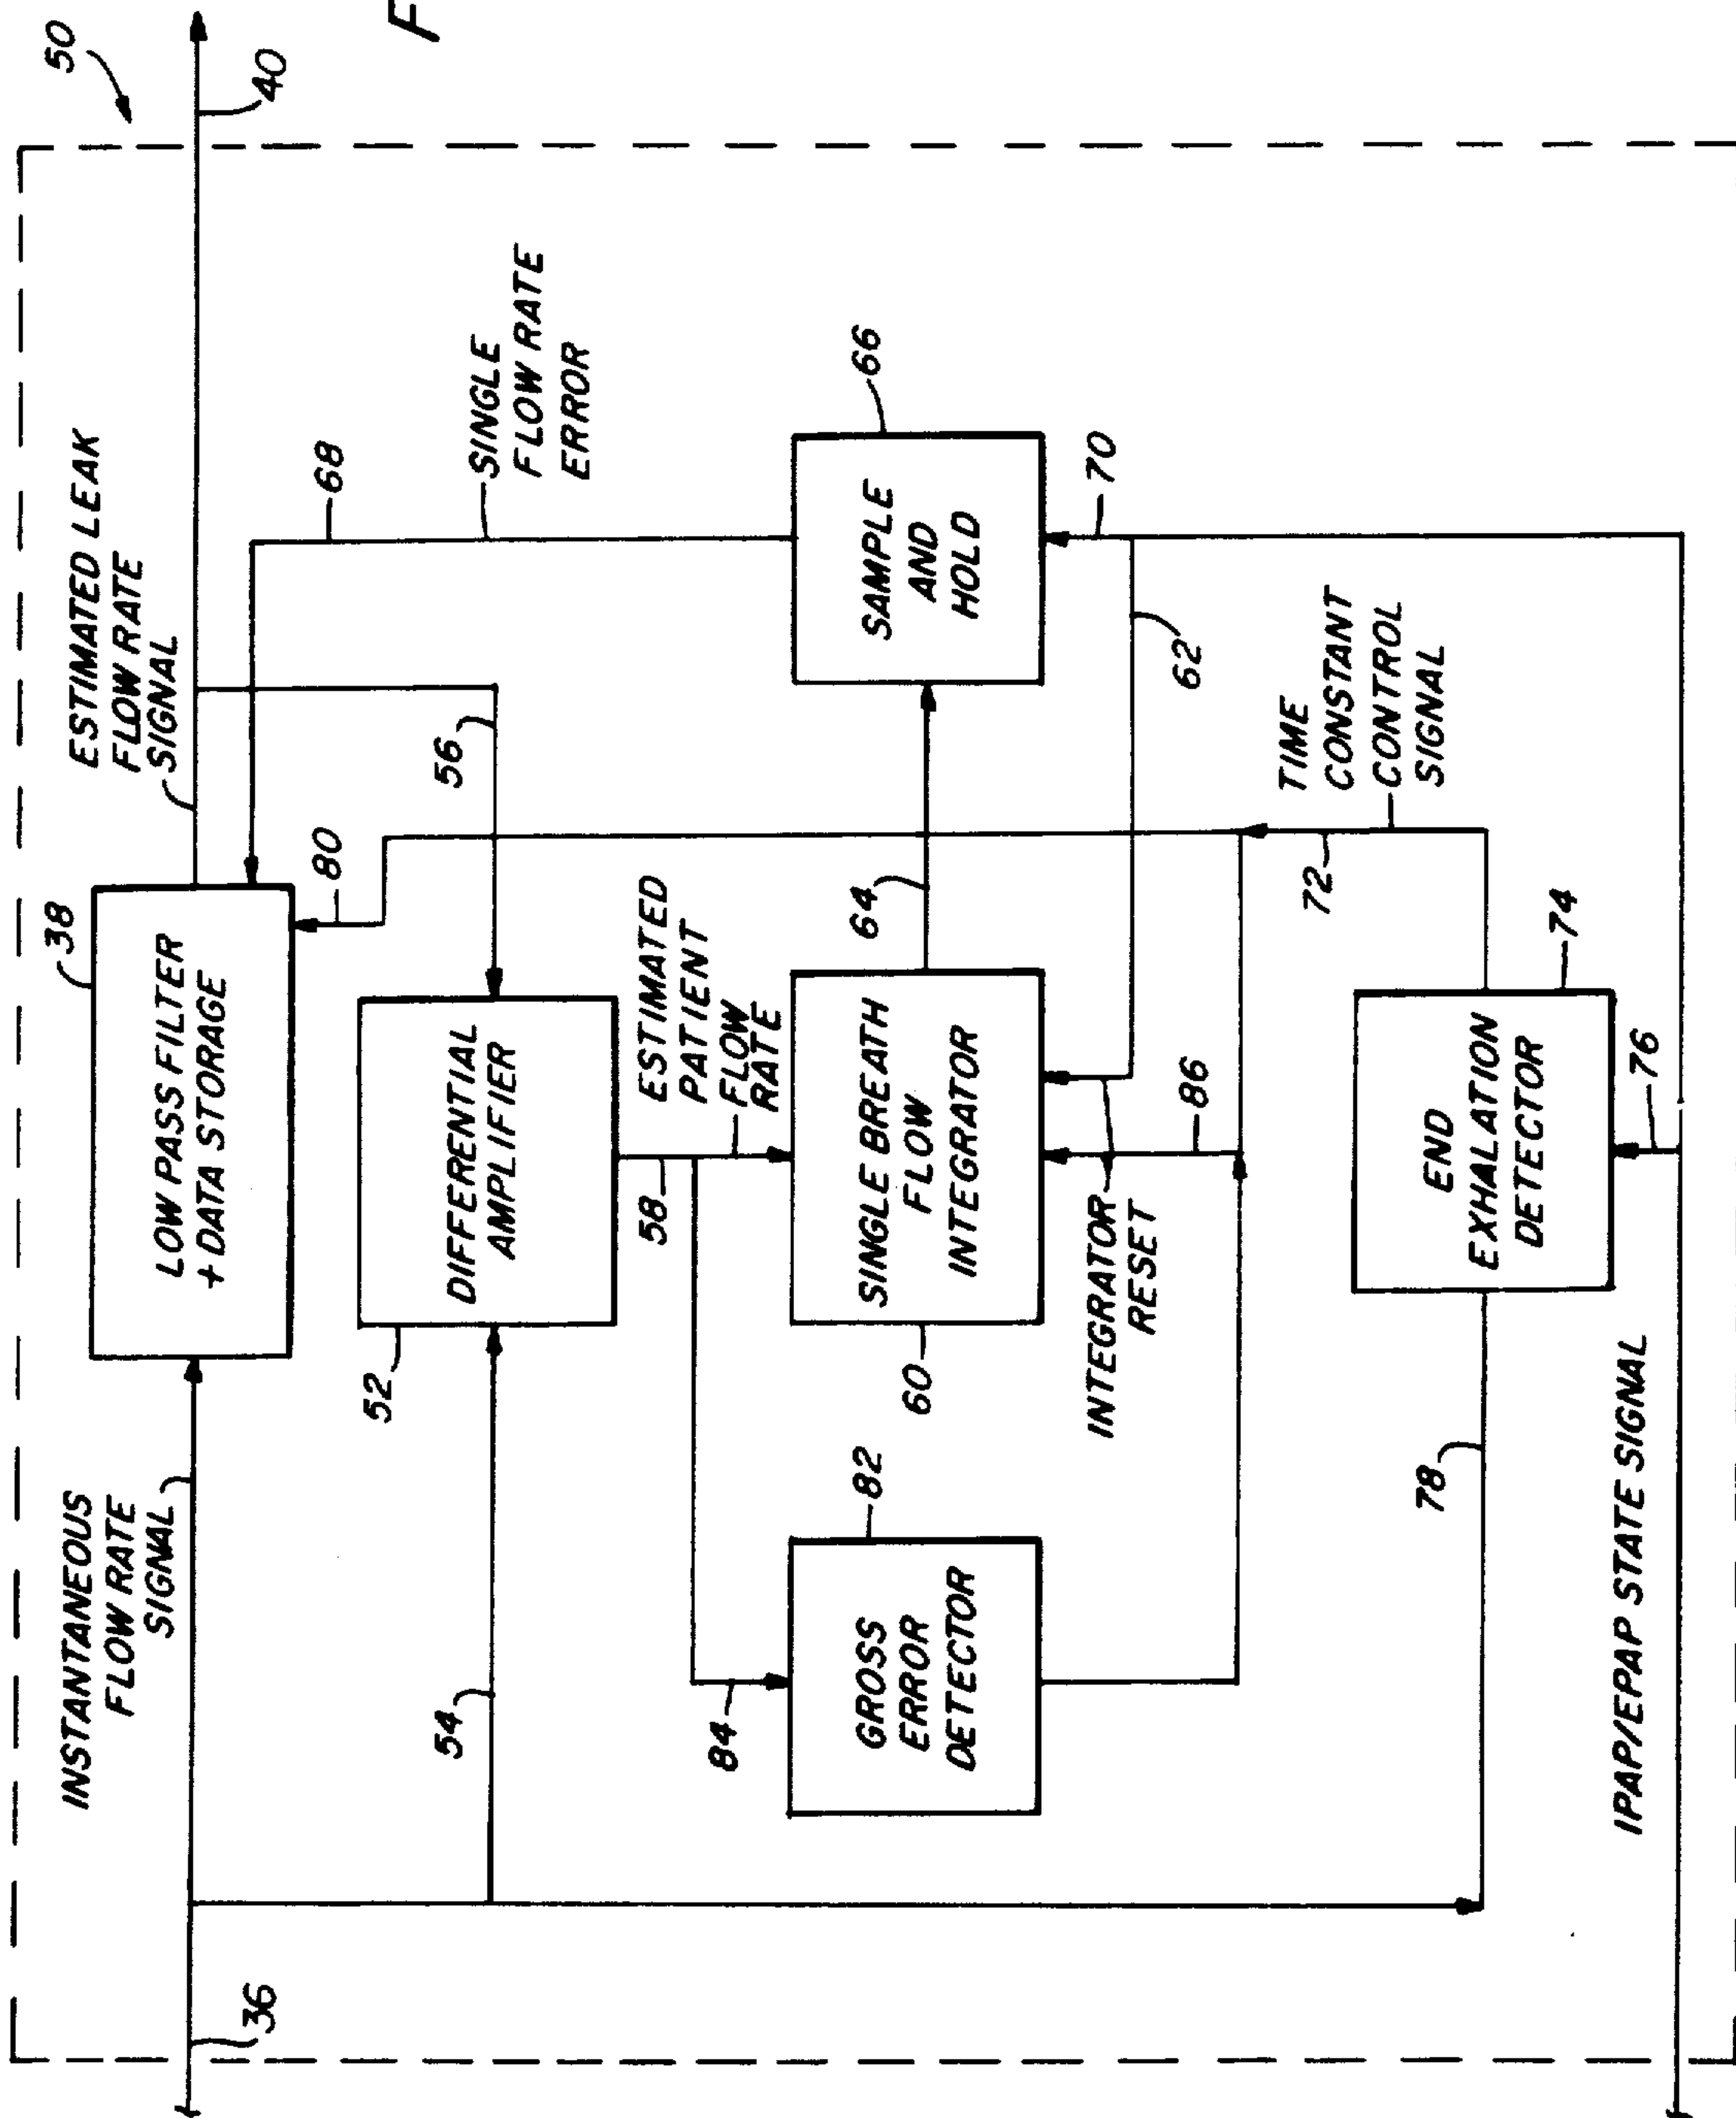 50
40
F
ESTIMATED LEAK
FLOW RATE
SIGNAL
INSTANTANEOUS
FLOW RATE
SIGNAL
36
38
LOW PASS FILTER
+ DATA STORAGE
80
68
SINGLE
FLOW RATE
ERROR
56
54
52
DIFFERENTIAL
AMPLIFIER
58
ESTIMATED
PATIENT
FLOW
RATE
84
82
GROSS
ERROR
DETECTOR
60
SINGLE BREATH
FLOW
INTEGRATOR
64
66
SAMPLE
AND
HOLD
70
62
INTEGRATOR
RESET
86
72
TIME
CONSTANT
CONTROL
SIGNAL
78
74
END
EXHALATION
DETECTOR
76
IPAP/EPAP STATE SIGNAL